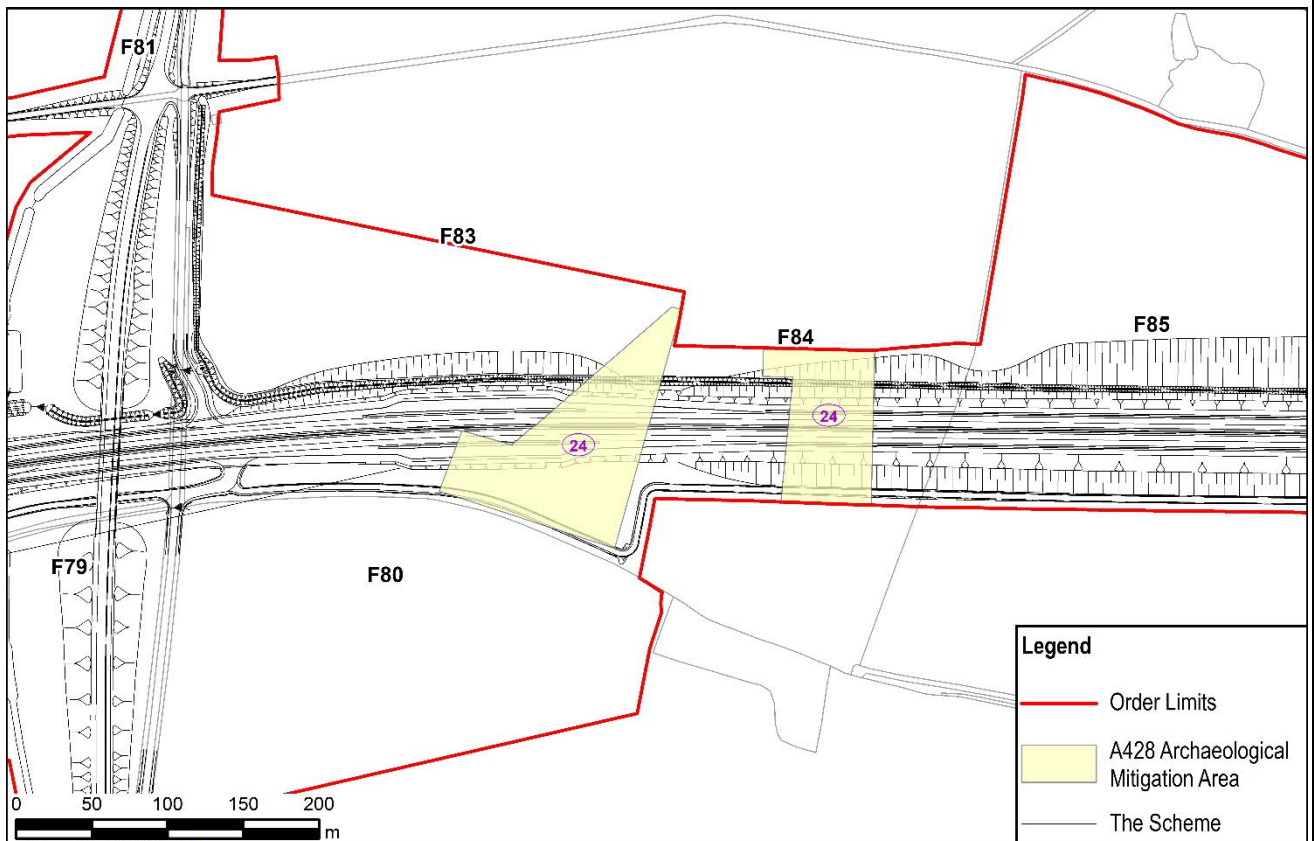 F81
F83
F84
F85
24
24
F79
F80
Legend
Order Limits
A428 Archaeological
Mitigation Area
The Scheme
0 50 100 150 200
m